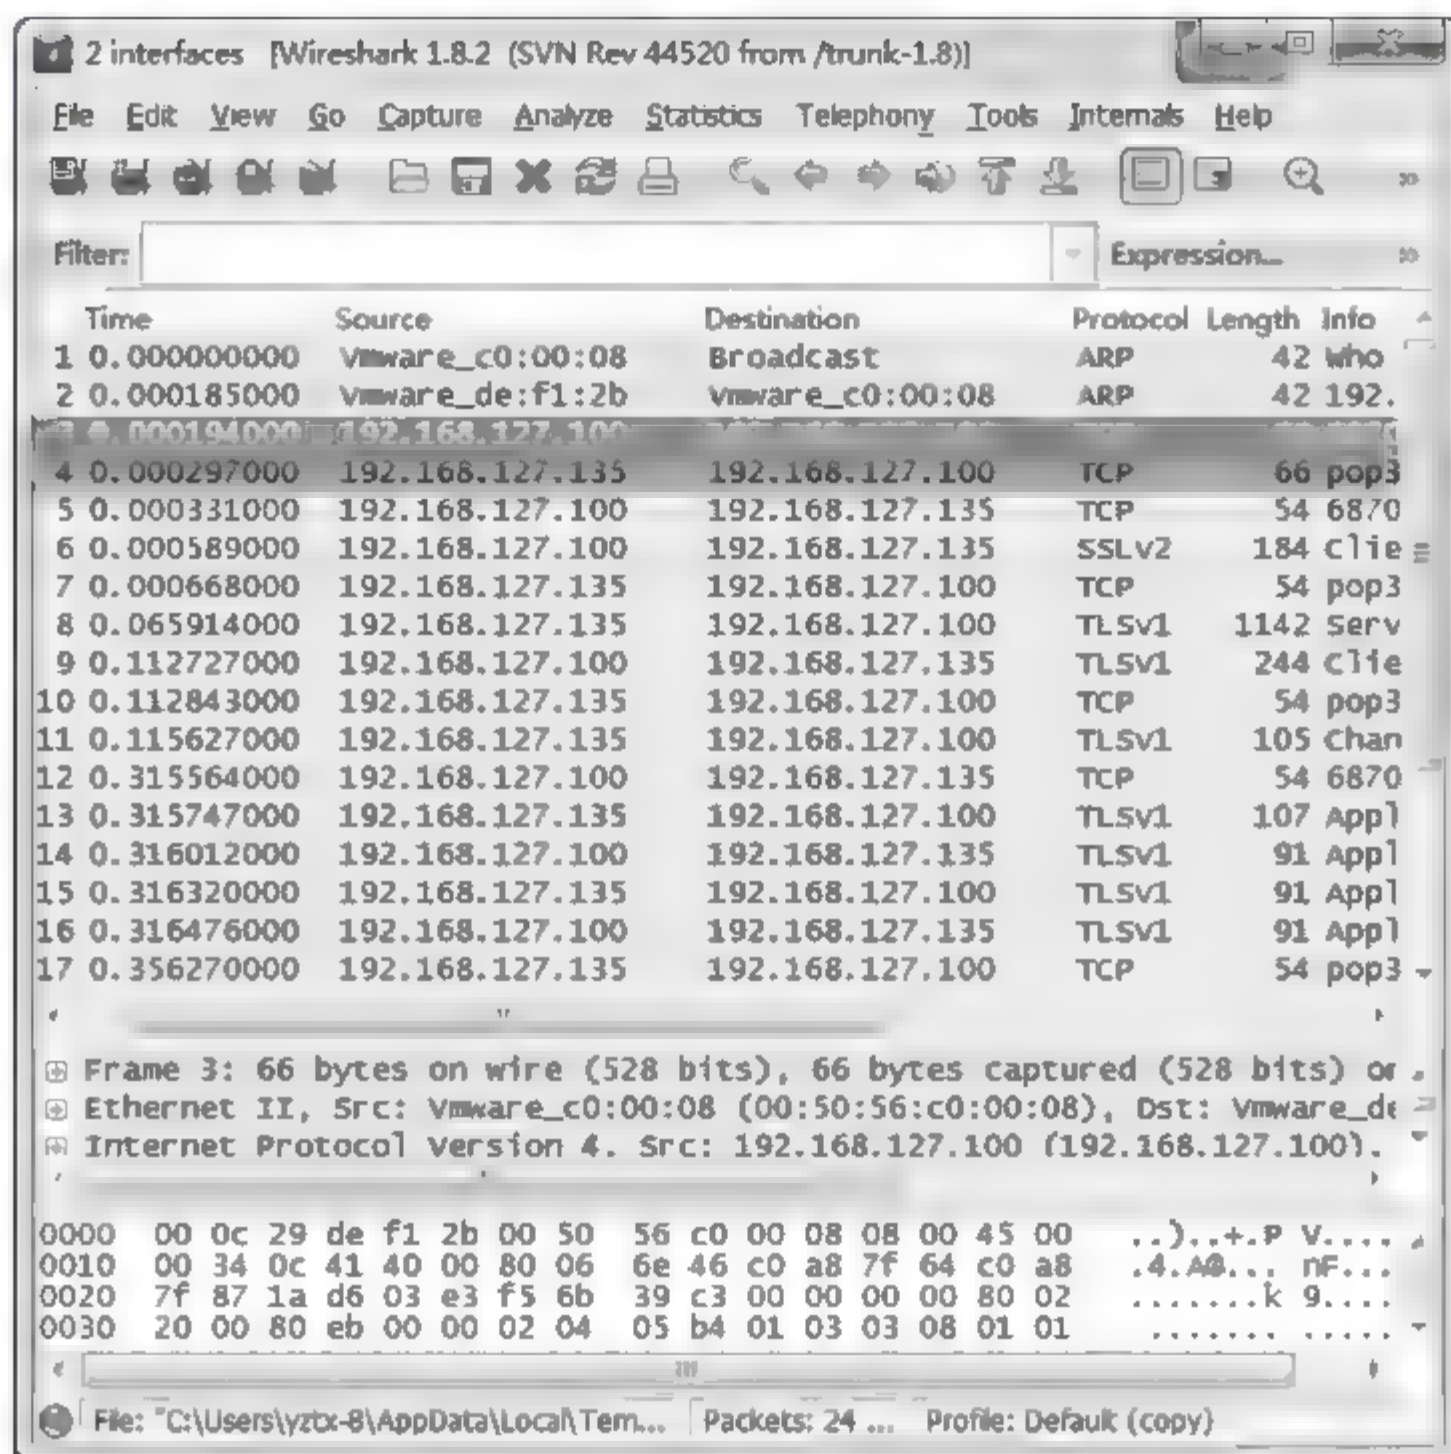 2 interfaces [Wireshark 1.8.2 (SVN Rev 44520 from /trunk-1.8)]
File Edit View Go Capture Analyze Statistics Telephony Tools Internals Help
Filter: Expression...
Time Source Destination Protocol Length Info
1 0.000000000 Vmware_c0:00:08 Broadcast ARP 42 Who
2 0.000185000 Vmware_de:f1:2b Vmware_c0:00:08 ARP 42 192.
0.000194000 192.168.127.100
4 0.000297000 192.168.127.135 192.168.127.100 TCP 66 pop3
5 0.000331000 192.168.127.100 192.168.127.135 TCP 54 6870
6 0.000589000 192.168.127.100 192.168.127.135 SSLv2 184 Clie
7 0.000668000 192.168.127.135 192.168.127.100 TCP 54 pop3
8 0.065914000 192.168.127.135 192.168.127.100 TLSv1 1142 Serv
9 0.112727000 192.168.127.100 192.168.127.135 TLSv1 244 Clie
10 0.112843000 192.168.127.135 192.168.127.100 TCP 54 pop3
11 0.115627000 192.168.127.135 192.168.127.100 TLSv1 105 Chan
12 0.315564000 192.168.127.100 192.168.127.135 TCP 54 6870
13 0.315747000 192.168.127.135 192.168.127.100 TLSv1 107 Appl
14 0.316012000 192.168.127.100 192.168.127.135 TLSv1 91 Appl
15 0.316320000 192.168.127.135 192.168.127.100 TLSv1 91 Appl
16 0.316476000 192.168.127.100 192.168.127.135 TLSv1 91 Appl
17 0.356270000 192.168.127.135 192.168.127.100 TCP 54 pop3
Frame 3: 66 bytes on wire (528 bits), 66 bytes captured (528 bits) or
Ethernet II, Src: Vmware_c0:00:08 (00:50:56:c0:00:08), Dst: Vmware_de
Internet Protocol Version 4, Src: 192.168.127.100 (192.168.127.100),
0000 00 0c 29 de f1 2b 00 50 56 c0 00 08 08 00 45 00 ..)..+.P V....
0010 00 34 0c 41 40 00 80 06 6e 46 c0 a8 7f 64 c0 a8 .4.A@... nF...
0020 7f 87 1a d6 03 e3 f5 6b 39 c3 00 00 00 00 80 02 .......k 9....
0030 20 00 80 eb 00 00 02 04 05 b4 01 03 03 08 01 01 ....... .....
File: "C:\Users\yztx-8\AppData\Local\Tem... Packets: 24 ... Profile: Default (copy)